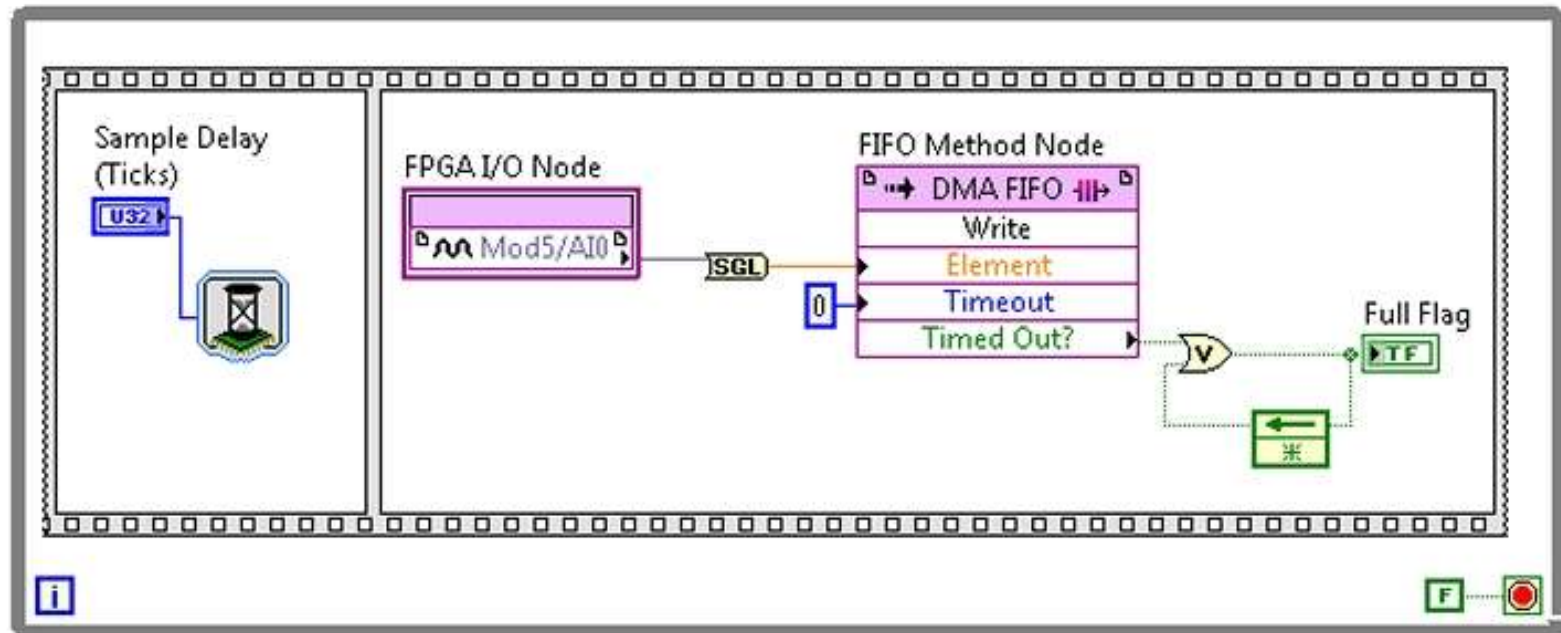 Sample Delay
(Ticks)
U32
FPGA I/O Node
Mod5/AI0
SGL
FIFO Method Node
DMA FIFO
Write
Element
0
Timeout
Timed Out?
V
Full Flag
TF
i
F